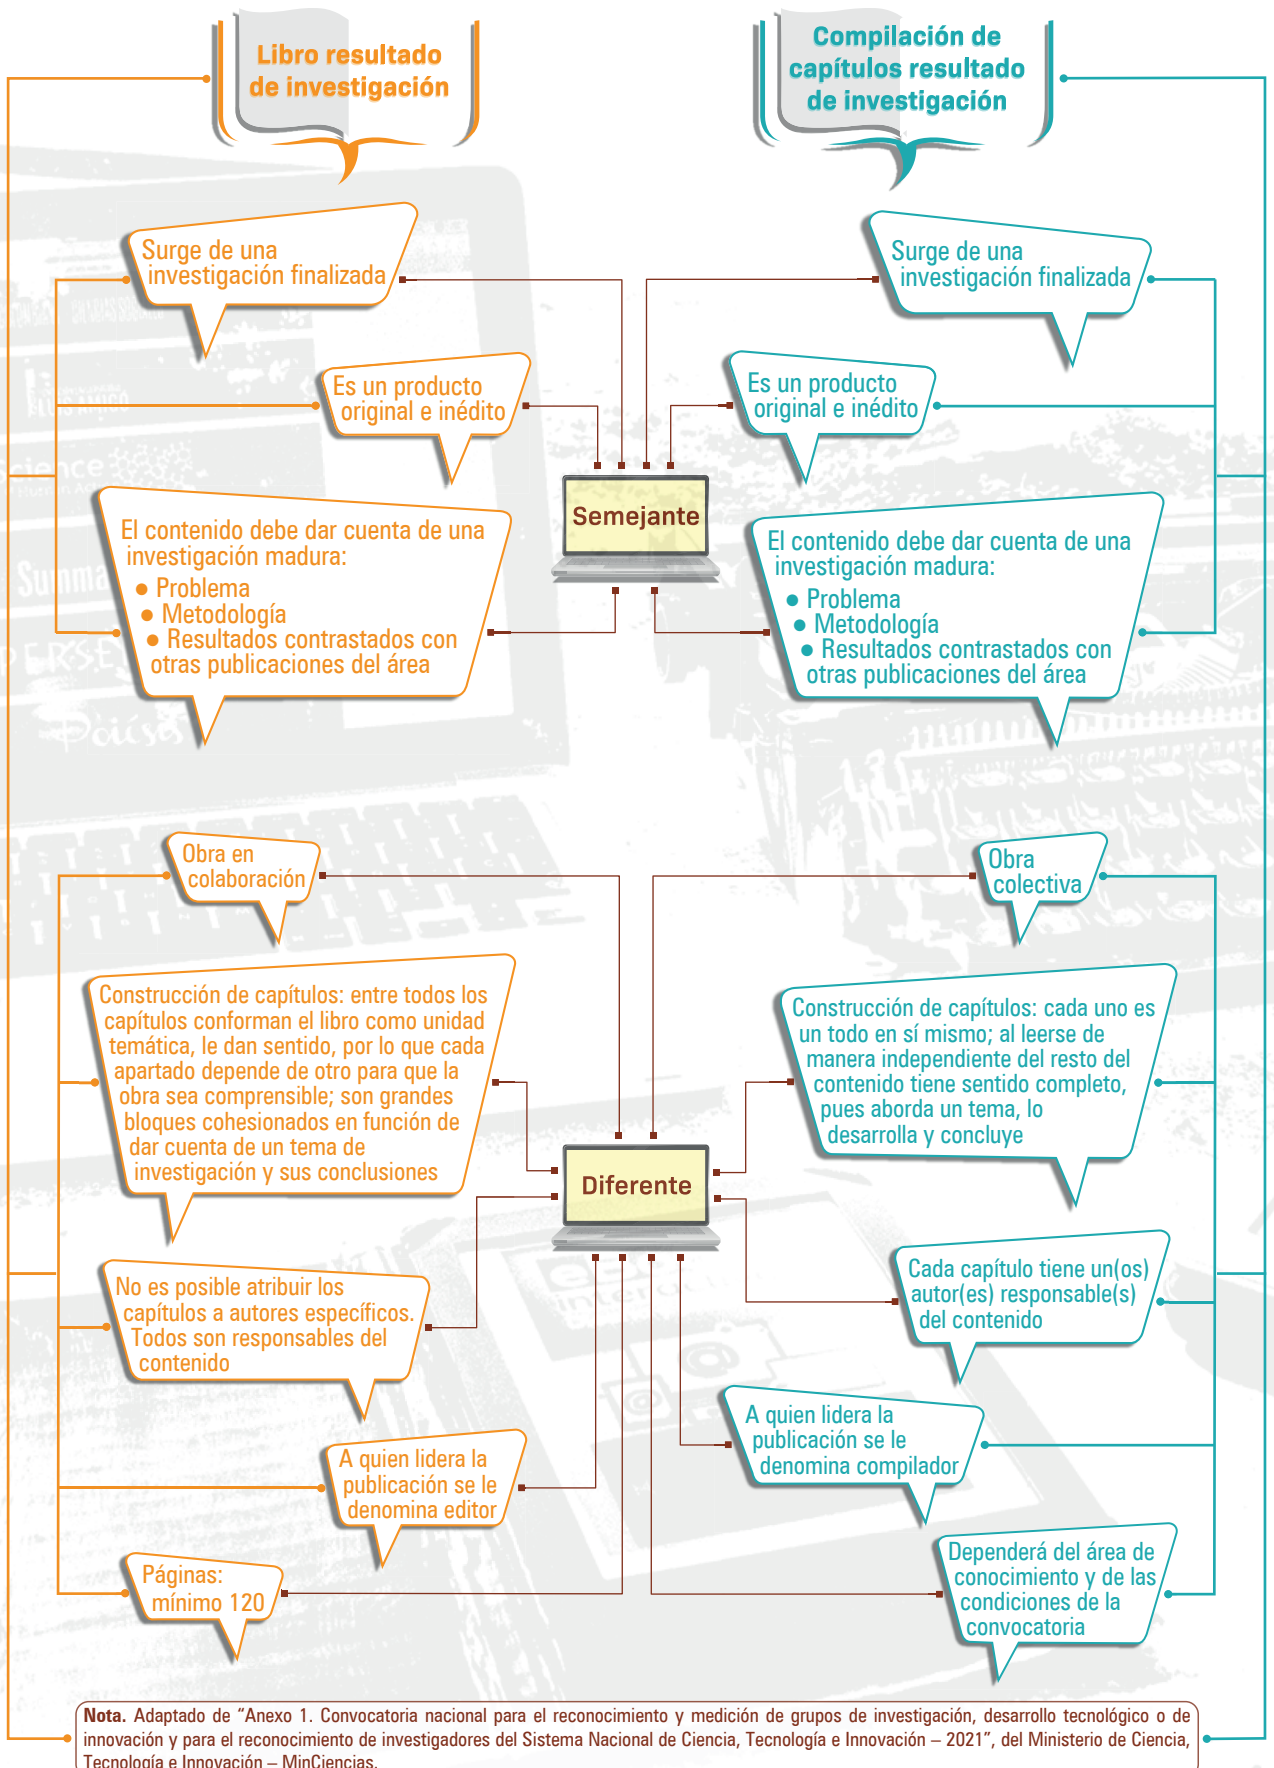 Libro resultado
de investigación
Compilación de
capítulos resultado
de investigación
Surge de una
investigación finalizada
Surge de una
investigación finalizada
Es un producto
original e inédito
Es un producto
original e inédito
Semejante
El contenido debe dar cuenta de una
investigación madura:
● Problema
● Metodología
● Resultados contrastados con
otras publicaciones del área
El contenido debe dar cuenta de una
investigación madura:
● Problema
● Metodología
● Resultados contrastados con
otras publicaciones del área
Obra en
colaboración
Obra
colectiva
Construcción de capítulos: entre todos los
capítulos conforman el libro como unidad
temática, le dan sentido, por lo que cada
apartado depende de otro para que la
obra sea comprensible; son grandes
bloques cohesionados en función de
dar cuenta de un tema de
investigación y sus conclusiones
Construcción de capítulos: cada uno es
un todo en sí mismo; al leerse de
manera independiente del resto del
contenido tiene sentido completo,
pues aborda un tema, lo
desarrolla y concluye
Diferente
No es posible atribuir los
capítulos a autores específicos.
Todos son responsables del
contenido
Cada capítulo tiene un(os)
autor(es) responsable(s)
del contenido
A quien lidera la
publicación se le
denomina editor
A quien lidera la
publicación se le
denomina compilador
Páginas:
mínimo 120
Dependerá del área de
conocimiento y de las
condiciones de la
convocatoria
Nota. Adaptado de "Anexo 1. Convocatoria nacional para el reconocimiento y medición de grupos de investigación, desarrollo tecnológico o de
innovación y para el reconocimiento de investigadores del Sistema Nacional de Ciencia, Tecnología e Innovación – 2021", del Ministerio de Ciencia,
Tecnología e Innovación – MinCiencias.